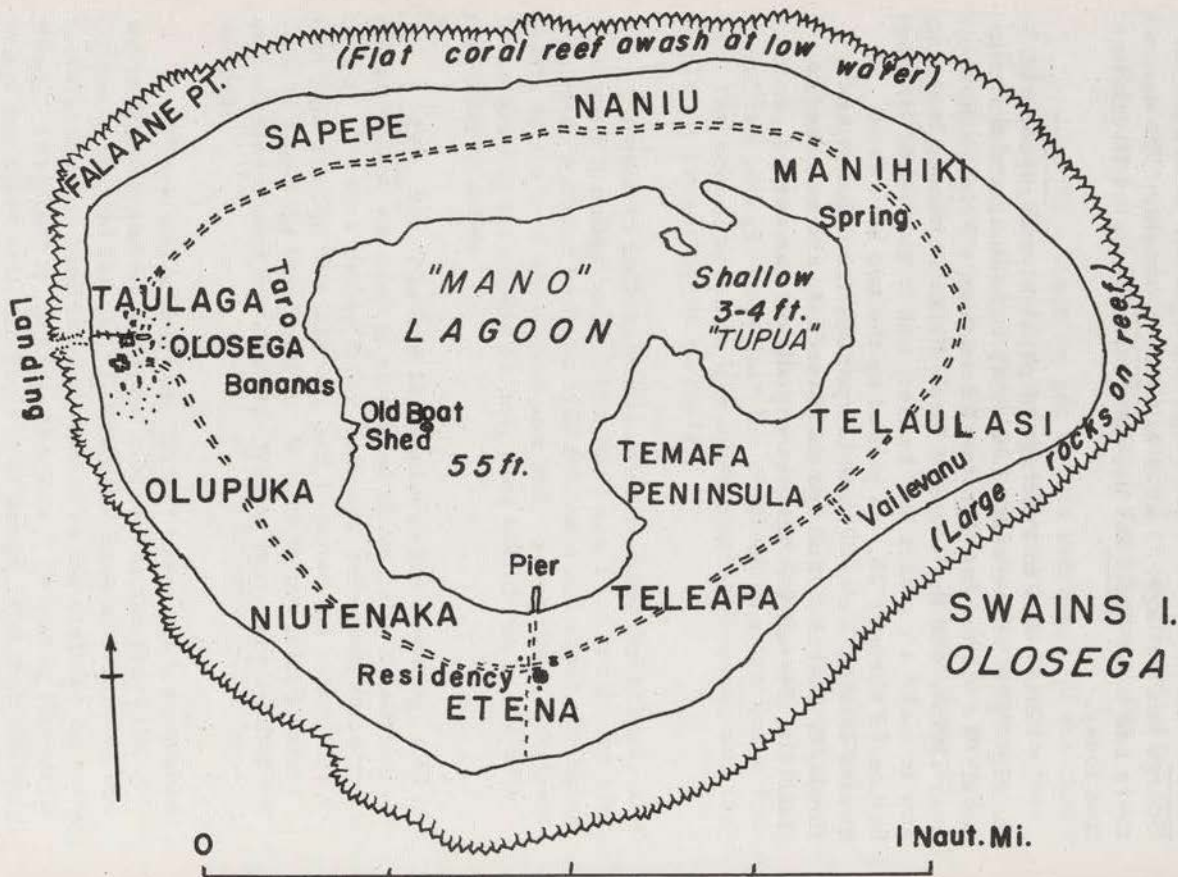 (Flat coral reef awash at low water)
FALAANE PT.
SAPEPE
NANIU
MANIHIKI
Spring
"MANO"
LAGOON
Shallow
3-4 ft.
"TUPUA"
Taro
TAULAGA
Landing
OLOSEGA
Bananas
Old Boat
Shed
55 ft.
TELAULASI
TEMAFA
PENINSULA
Vailevanu
(Large rocks on reef)
OLUPUKA
Pier
TELEAPA
NIUTENAKA
Residency
ETENA
SWAINS I.
OLOSEGA
0
1 Naut. Mi.